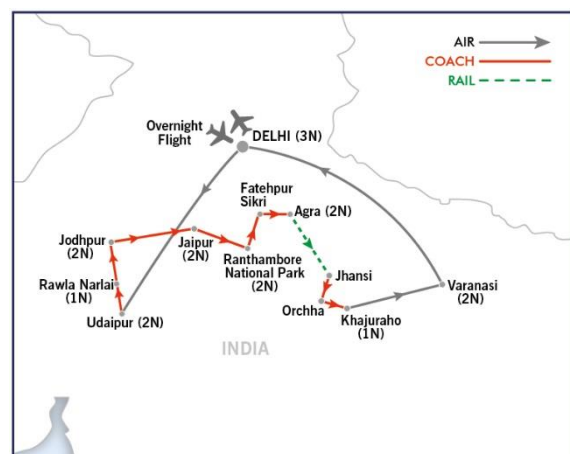 AIR
COACH
RAIL
Overnight
Flight
DELHI (3N)
Fatehpur
Sikri
Agra (2N)
Jodhpur
(2N)
Jaipur
(2N)
Ranthambore
National Park
(2N)
Jhansi
Rawla Narlai
(1N)
Orchha
Varanasi
(2N)
Udaipur (2N)
Khajuraho
(1N)
INDIA